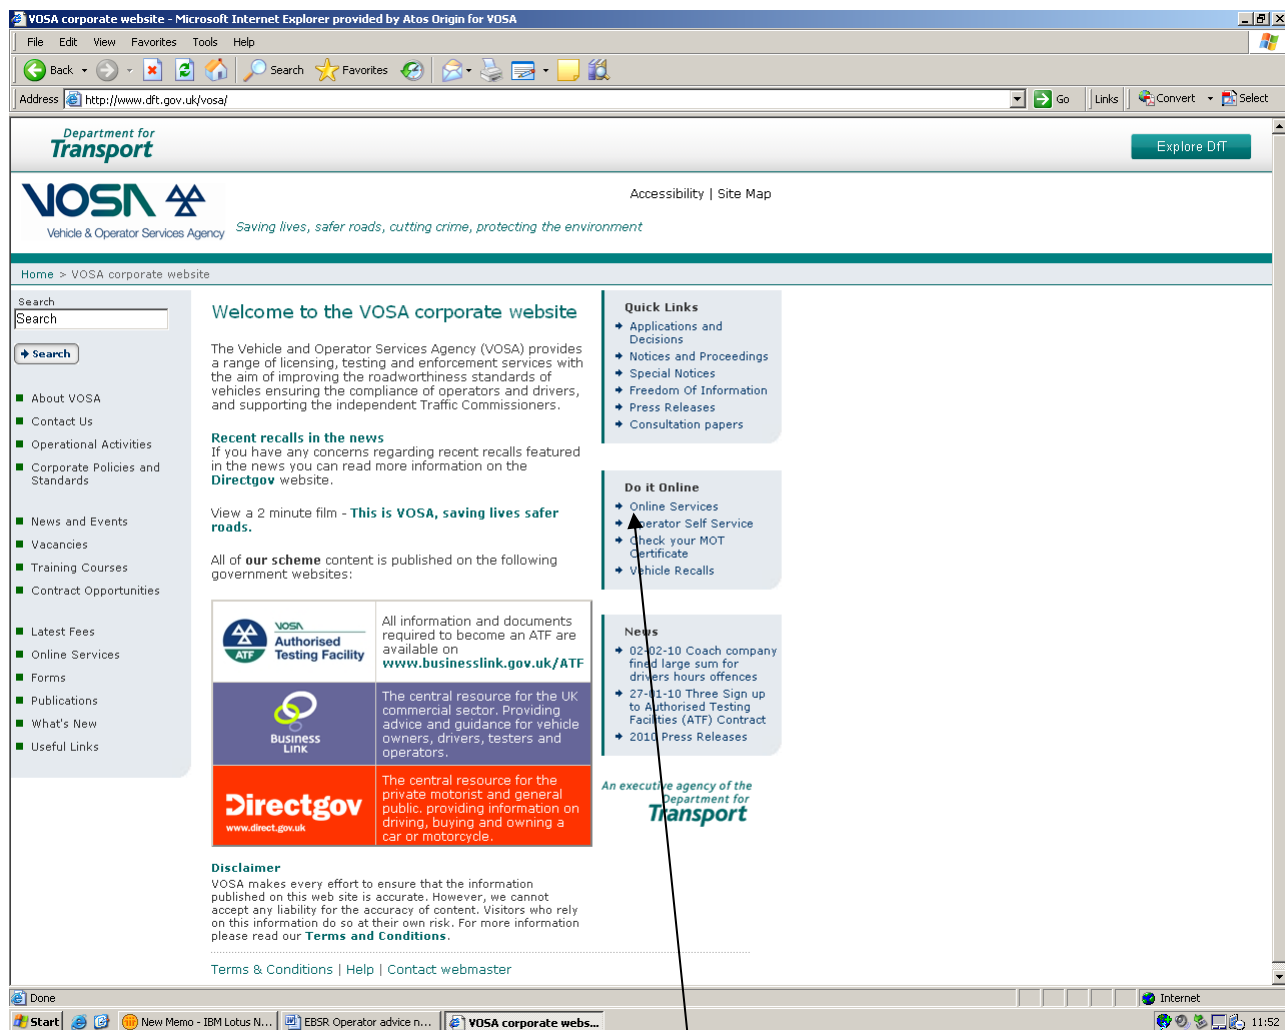 VOSA corporate website - Microsoft Internet Explorer provided by Atos Origin for VOSA
File Edit View Favorites Tools Help
Back Search Favorites
Address http://www.dft.gov.uk/vosa/ Go Links Convert Select
Department for
Transport
Explore DfT
VOSA
Vehicle & Operator Services Agency
Accessibility | Site Map
Saving lives, safer roads, cutting crime, protecting the environment
Home > VOSA corporate website
Search
Search
Search
About VOSA
Contact Us
Operational Activities
Corporate Policies and
Standards
News and Events
Vacancies
Training Courses
Contract Opportunities
Latest Fees
Online Services
Forms
Publications
What's New
Useful Links
Welcome to the VOSA corporate website
The Vehicle and Operator Services Agency (VOSA) provides
a range of licensing, testing and enforcement services with
the aim of improving the roadworthiness standards of
vehicles ensuring the compliance of operators and drivers,
and supporting the independent Traffic Commissioners.
Recent recalls in the news
If you have any concerns regarding recent recalls featured
in the news you can read more information on the
Directgov website.
View a 2 minute film - This is VOSA, saving lives safer
roads.
All of our scheme content is published on the following
government websites:
ATF
VOSA
Authorised
Testing Facility
All information and documents
required to become an ATF are
available on
www.businesslink.gov.uk/ATF
Business
Link
The central resource for the UK
commercial sector. Providing
advice and guidance for vehicle
owners, drivers, testers and
operators.
Directgov
www.direct.gov.uk
The central resource for the
private motorist and general
public. providing information on
driving, buying and owning a
car or motorcycle.
Disclaimer
VOSA makes every effort to ensure that the information
published on this web site is accurate. However, we cannot
accept any liability for the accuracy of content. Visitors who rely
on this information do so at their own risk. For more information
please read our Terms and Conditions.
Terms & Conditions | Help | Contact webmaster
Quick Links
Applications and
Decisions
Notices and Proceedings
Special Notices
Freedom Of Information
Press Releases
Consultation papers
Do it Online
Online Services
Operator Self Service
Check your MOT
Certificate
Vehicle Recalls
News
02-02-10 Coach company
fined large sum for
drivers hours offences
27-01-10 Three Sign up
to Authorised Testing
Facilities (ATF) Contract
2010 Press Releases
An executive agency of the
Department for
Transport
Done Internet
Start New Memo - IBM Lotus N... EBSR Operator advice n... VOSA corporate webs... 11:52